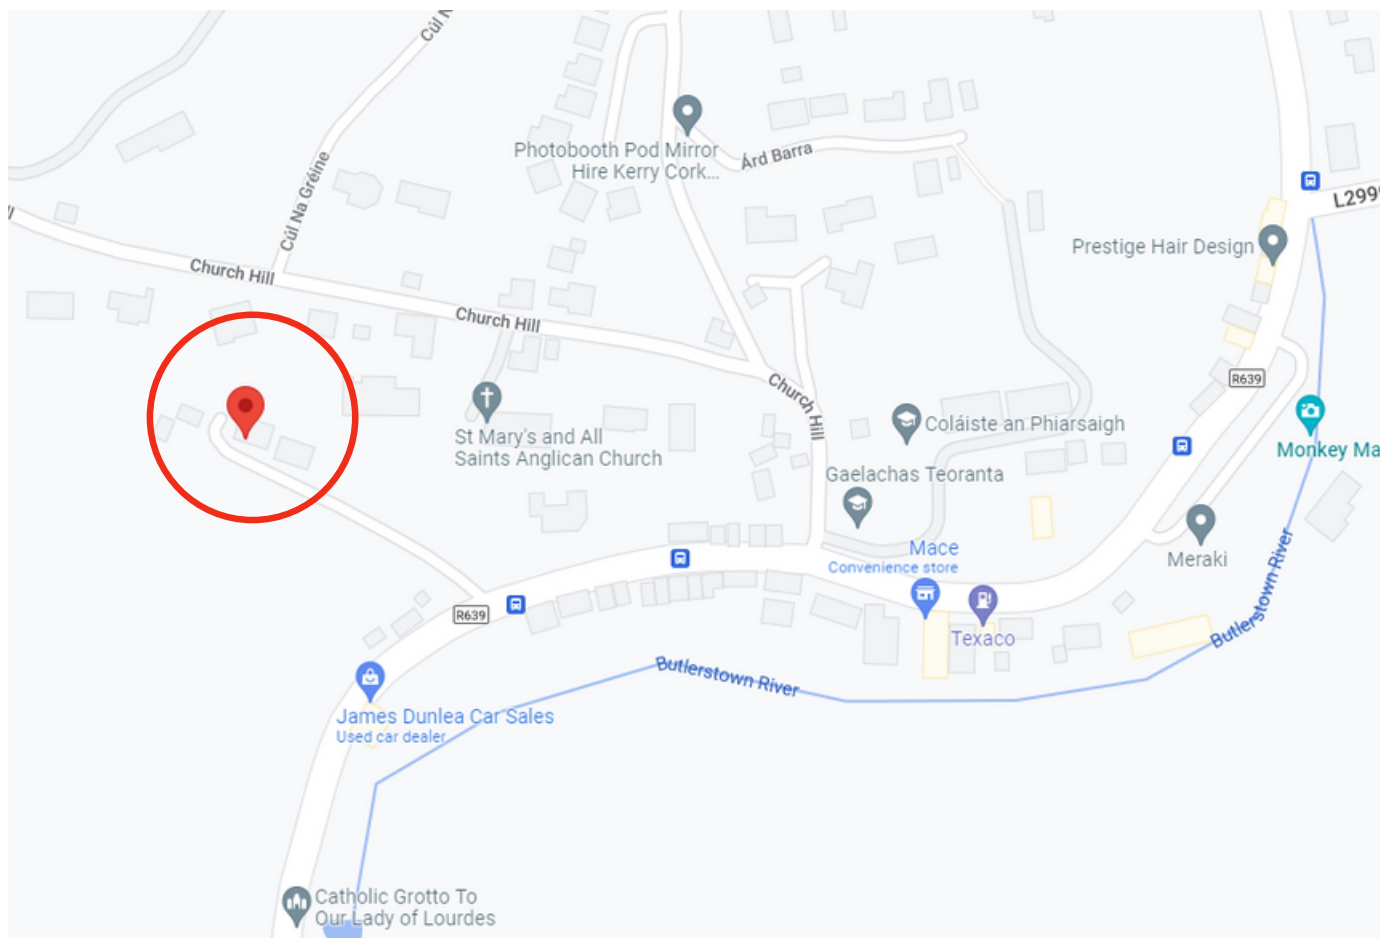 Cúl N
Photobooth Pod Mirror
Hire Kerry Cork...
Árd Barra
Cúl Na Gréine
L299
Prestige Hair Design
Church Hill
Church Hill
Church Hill
R639
St Mary's and All
Saints Anglican Church
Coláiste an Phiarsaigh
Monkey Ma
Gaelachas Teoranta
Mace
Convenience store
Meraki
Butlerstown River
R639
Texaco
Butlerstown River
James Dunlea Car Sales
Used car dealer
Catholic Grotto To
Our Lady of Lourdes